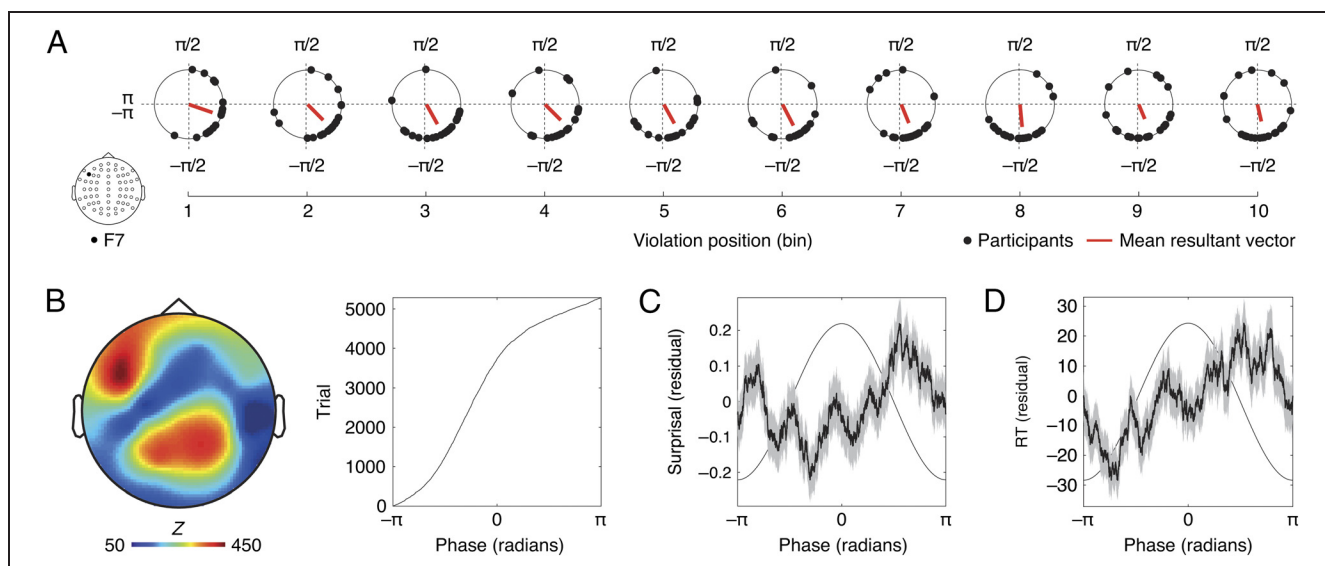 A
π/2 π/2 π/2 π/2 π/2 π/2 π/2 π/2 π/2 π/2
π
−π
−π/2 −π/2 −π/2 −π/2 −π/2 −π/2 −π/2 −π/2 −π/2 −π/2
1 2 3 4 5 6 7 8 9 10
F7
Violation position (bin)
Participants
Mean resultant vector
B
Z
50 450
Trial
5000
4000
3000
2000
1000
0
−π 0 π
Phase (radians)
C
Surprisal (residual)
0.2
0.1
0
−0.1
−0.2
−π 0 π
Phase (radians)
D
RT (residual)
30
20
10
0
−10
−20
−30
−π 0 π
Phase (radians)